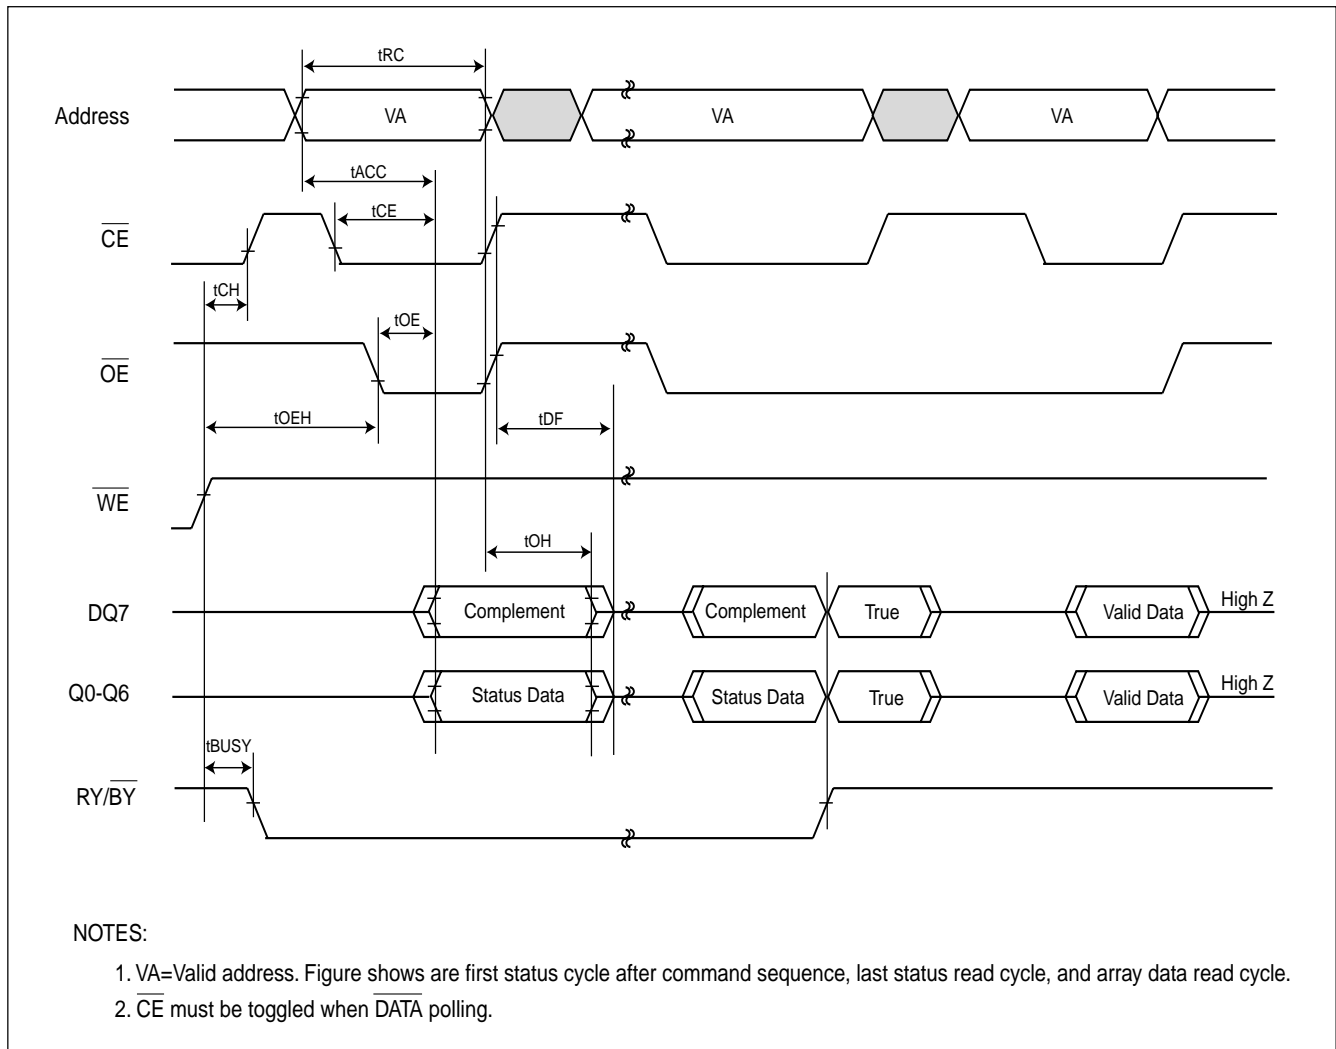 tRC
Address VA VA VA
tACC
tCE
CE
tCH
tOE
OE
tOEH
tDF
WE
tOH
DQ7 Complement Complement True Valid Data High Z
Q0-Q6 Status Data Status Data True Valid Data High Z
tBUSY
RY/BY
NOTES:
1. VA=Valid address. Figure shows are first status cycle after command sequence, last status read cycle, and array data read cycle.
2. CE must be toggled when DATA polling.